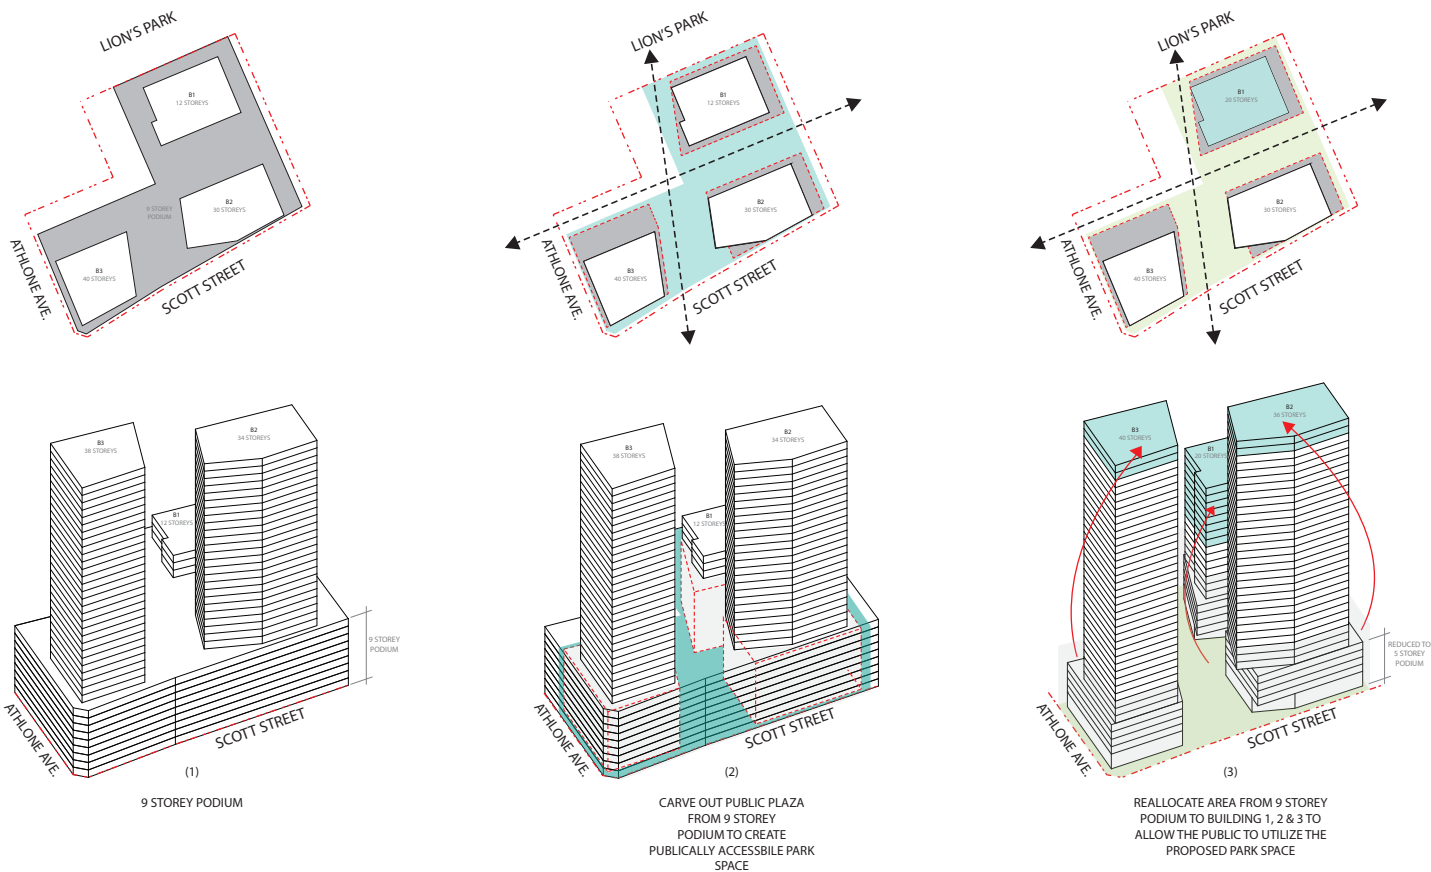 LION'S PARK
B1
12 STOREYS
B2
30 STOREYS
9 STOREY
PODIUM
B3
40 STOREYS
ATHLONE AVE.
SCOTT STREET
LION'S PARK
B1
12 STOREYS
B2
30 STOREYS
B3
40 STOREYS
ATHLONE AVE.
SCOTT STREET
LION'S PARK
B1
20 STOREYS
B2
30 STOREYS
B3
40 STOREYS
ATHLONE AVE.
SCOTT STREET
B3
38 STOREYS
B2
34 STOREYS
B1
12 STOREYS
9 STOREY
PODIUM
ATHLONE AVE.
SCOTT STREET
(1)
9 STOREY PODIUM
B3
38 STOREYS
B2
34 STOREYS
B1
12 STOREYS
ATHLONE AVE.
SCOTT STREET
(2)
CARVE OUT PUBLIC PLAZA
FROM 9 STOREY
PODIUM TO CREATE
PUBLICALLY ACCESSBILE PARK
SPACE
B3
40 STOREYS
B2
36 STOREYS
B1
20 STOREYS
REDUCED TO
5 STOREY
PODIUM
ATHLONE AVE.
SCOTT STREET
(3)
REALLOCATE AREA FROM 9 STOREY
PODIUM TO BUILDING 1, 2 & 3 TO
ALLOW THE PUBLIC TO UTILIZE THE
PROPOSED PARK SPACE